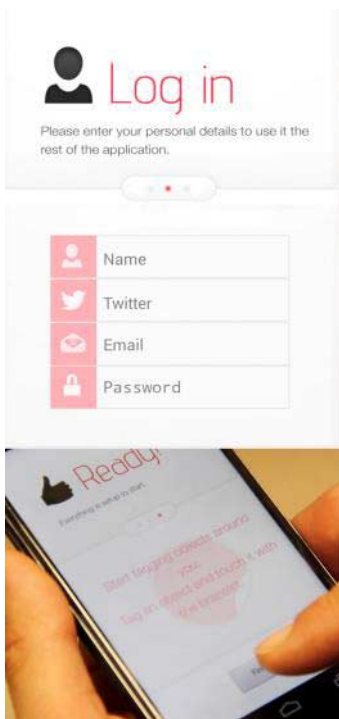 Log in
Please enter your personal details to use it the
rest of the application.
Name
Twitter
Email
Password
Ready!
Everything is setup to start.
Start tagging objects around
you.
Tag an object and touch it with
the bracelet